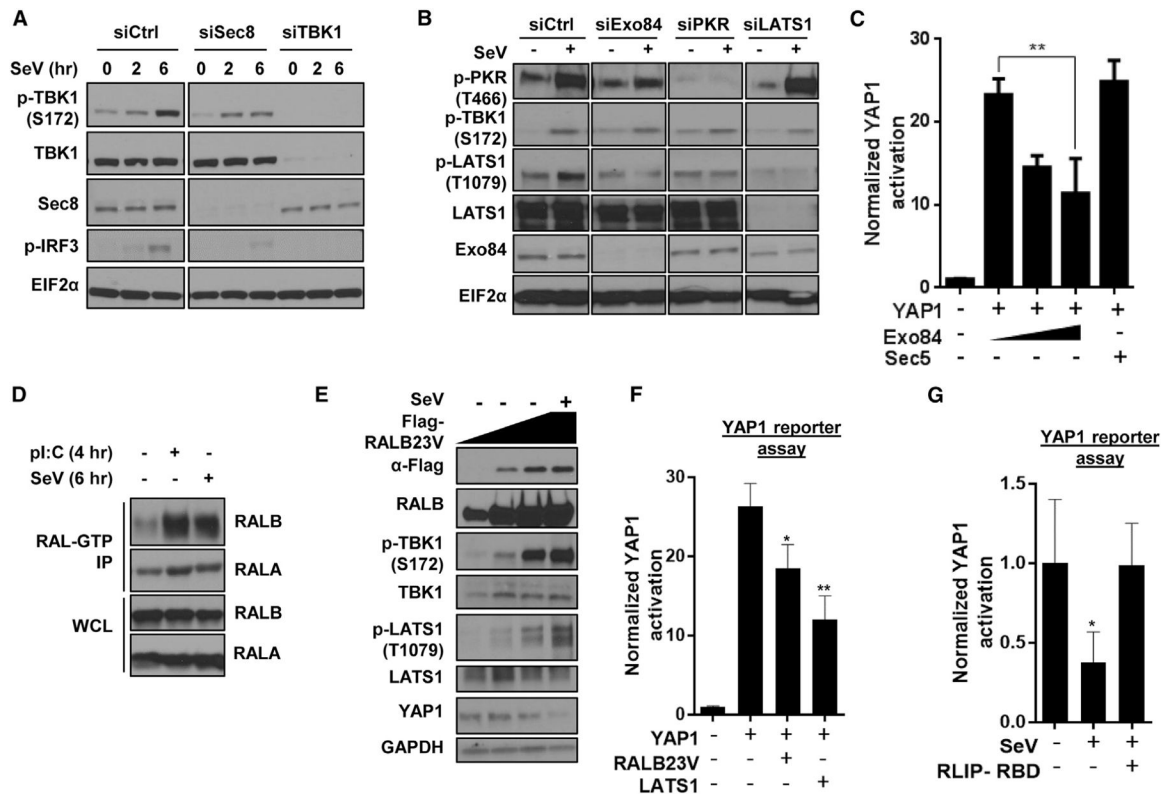 A
siCtrl siSec8 siTBK1
SeV (hr) 0 2 6 0 2 6 0 2 6
p-TBK1
(S172)
TBK1
Sec8
p-IRF3
EIF2α
B
siCtrl siExo84 siPKR siLATS1
SeV - + - + - + - +
p-PKR
(T466)
p-TBK1
(S172)
p-LATS1
(T1079)
LATS1
Exo84
EIF2α
C
Normalized YAP1
activation
30
20
10
0
**
YAP1 - + + + +
Exo84 - -
Sec5 - - - - +
D
pI:C (4 hr) - + -
SeV (6 hr) - - +
RAL-GTP
IP
RALB
RALA
WCL
RALB
RALA
E
SeV - - - +
Flag-
RALB23V
α-Flag
RALB
p-TBK1
(S172)
TBK1
p-LATS1
(T1079)
LATS1
YAP1
GAPDH
F
YAP1 reporter
assay
Normalized YAP1
activation
30
20
10
0
*
**
YAP1 - + + +
RALB23V - - + -
LATS1 - - - +
G
YAP1 reporter
assay
Normalized YAP1
activation
1.5
1.0
0.5
0.0
*
SeV - + +
RLIP- RBD - - +